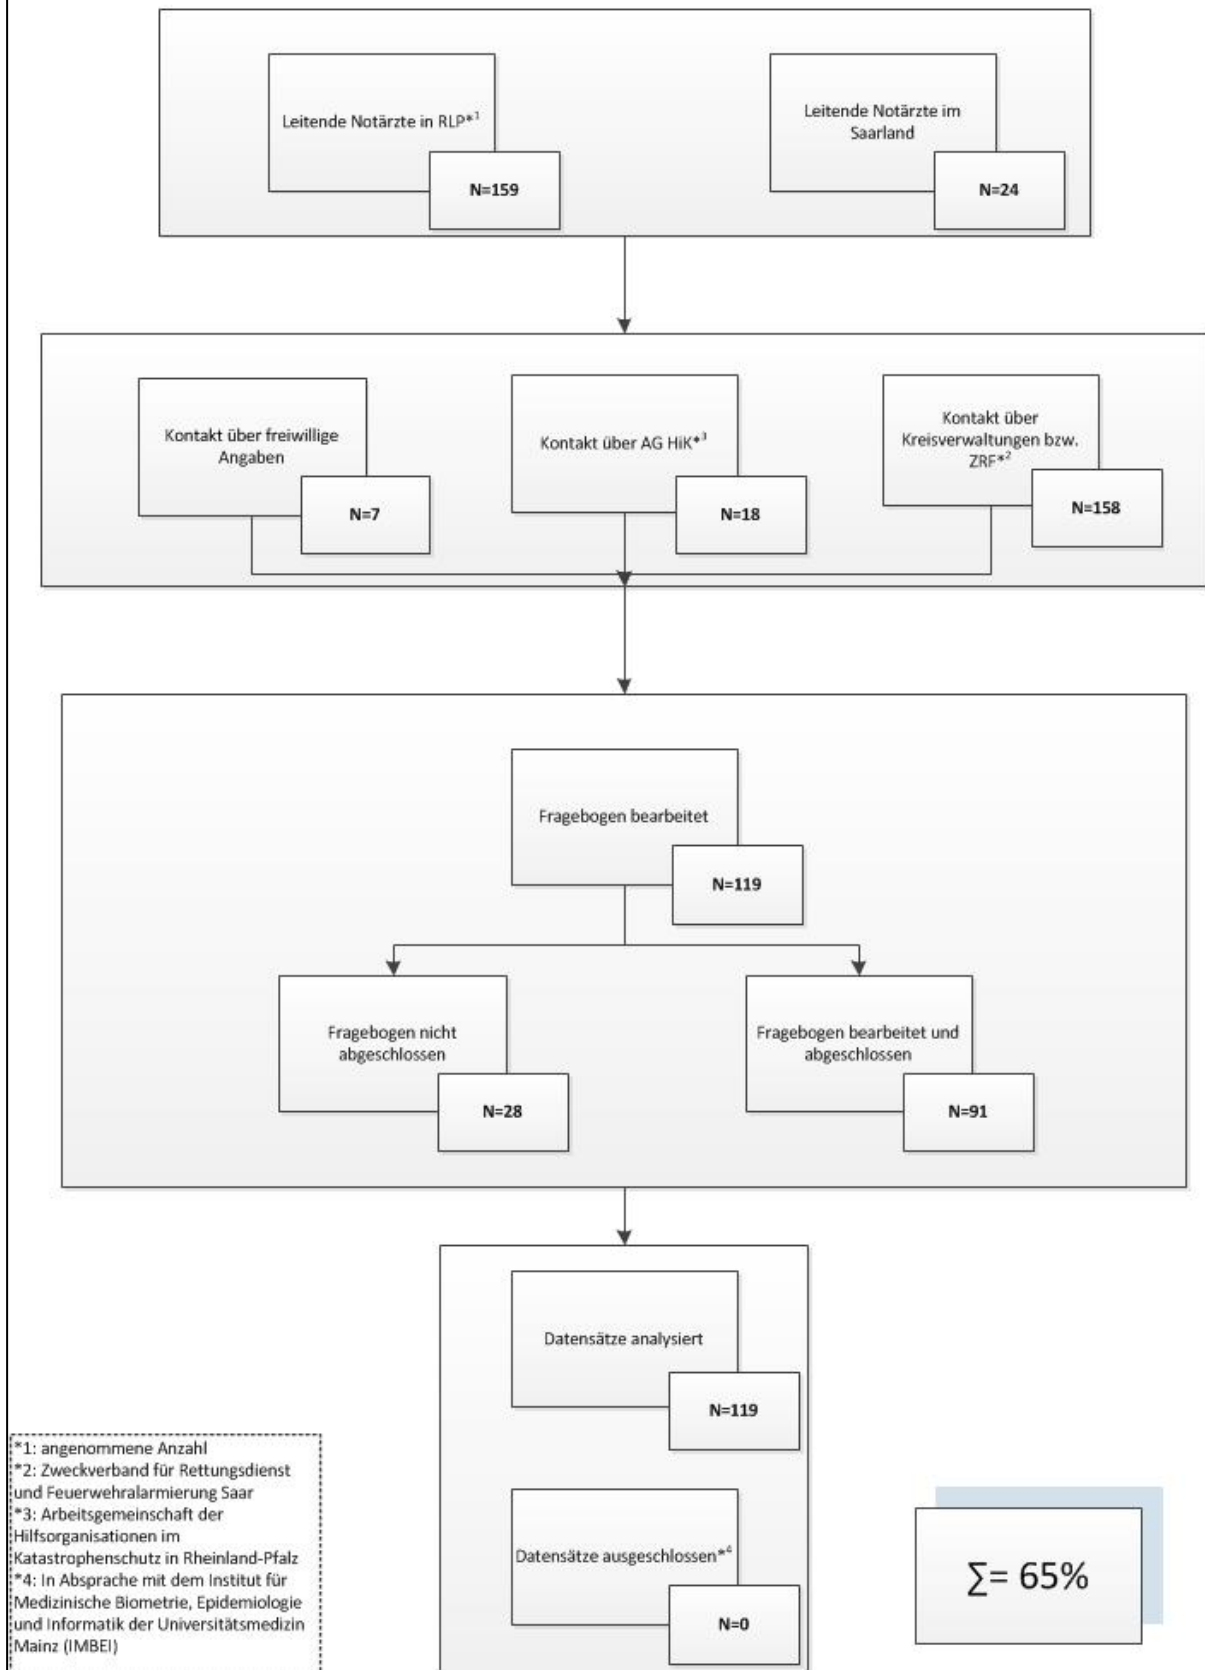 Leitende Notärzte in RLP*1
N=159
Leitende Notärzte im
Saarland
N=24
Kontakt über freiwillige
Angaben
N=7
Kontakt über AG HiK*3
N=18
Kontakt über
Kreisverwaltungen bzw.
ZRF*2
N=158
Fragebogen bearbeitet
N=119
Fragebogen nicht
abgeschlossen
N=28
Fragebogen bearbeitet und
abgeschlossen
N=91
Datensätze analysiert
N=119
Datensätze ausgeschlossen*4
N=0
*1: angenommene Anzahl
*2: Zweckverband für Rettungsdienst
und Feuerwehralarmierung Saar
*3: Arbeitsgemeinschaft der
Hilfsorganisationen im
Katastrophenschutz in Rheinland-Pfalz
*4: In Absprache mit dem Institut für
Medizinische Biometrie, Epidemiologie
und Informatik der Universitätsmedizin
Mainz (IMBEI)
∑= 65%